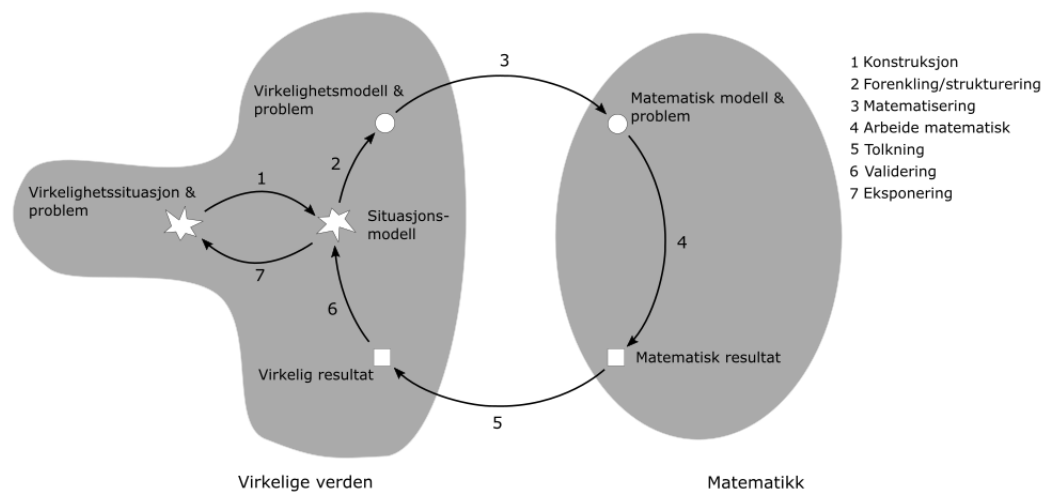 3
1 Konstruksjon
2 Forenkling/strukturering
3 Matematisering
4 Arbeide matematisk
5 Tolkning
6 Validering
7 Eksponering
Virkelighetsmodell &
problem
Matematisk modell &
problem
2
1
Virkelighetssituasjon &
problem
Situasjons-
modell
4
7
6
Virkelig resultat
Matematisk resultat
5
Virkelige verden
Matematikk